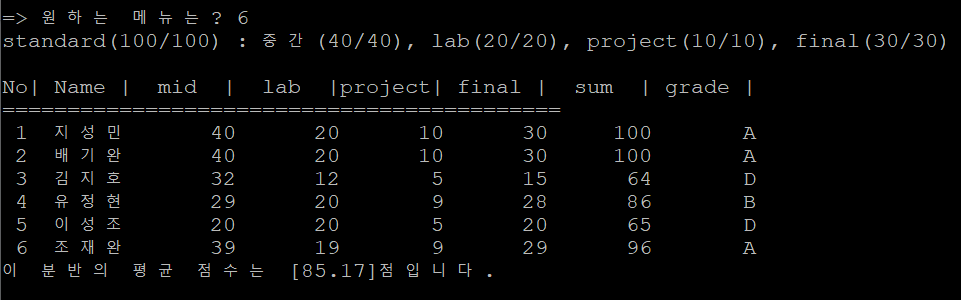 => 원하는 메뉴는? 6
standard(100/100) : 중간 (40/40), lab(20/20), project(10/10), final(30/30)
No| Name | mid | lab |project| final | sum | grade |
===========================================
1 지성민 40 20 10 30 100 A
2 배기완 40 20 10 30 100 A
3 김지호 32 12 5 15 64 D
4 유정현 29 20 9 28 86 B
5 이성조 20 20 5 20 65 D
6 조재완 39 19 9 29 96 A
이 분반의 평균 점수는 [85.17]점입니다.